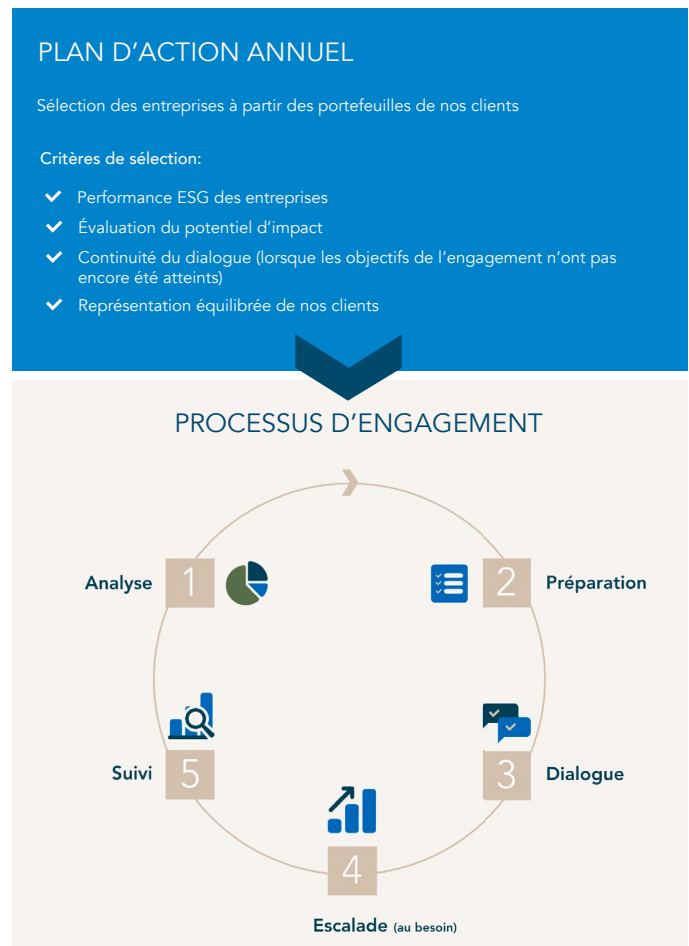 PLAN D’ACTION ANNUEL
Sélection des entreprises à partir des portefeuilles de nos clients
Critères de sélection:
Performance ESG des entreprises
Évaluation du potentiel d’impact
Continuité du dialogue (lorsque les objectifs de l’engagement n’ont pas
encore été atteints)
Représentation équilibrée de nos clients
PROCESSUS D’ENGAGEMENT
Analyse 1
2 Préparation
3 Dialogue
4
Escalade (au besoin)
Suivi 5